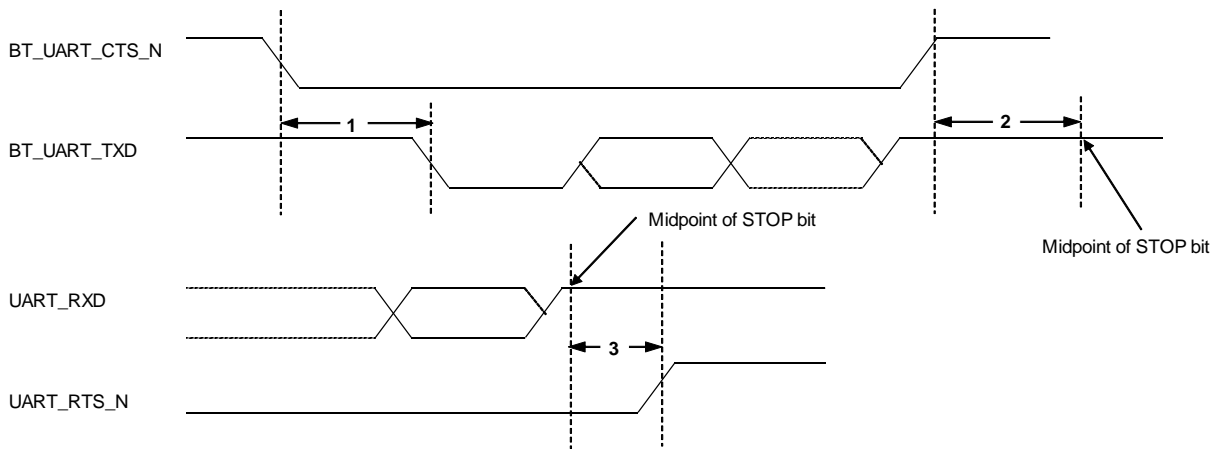 BT_UART_CTS_N
1
2
BT_UART_TXD
Midpoint of STOP bit
Midpoint of STOP bit
UART_RXD
3
UART_RTS_N